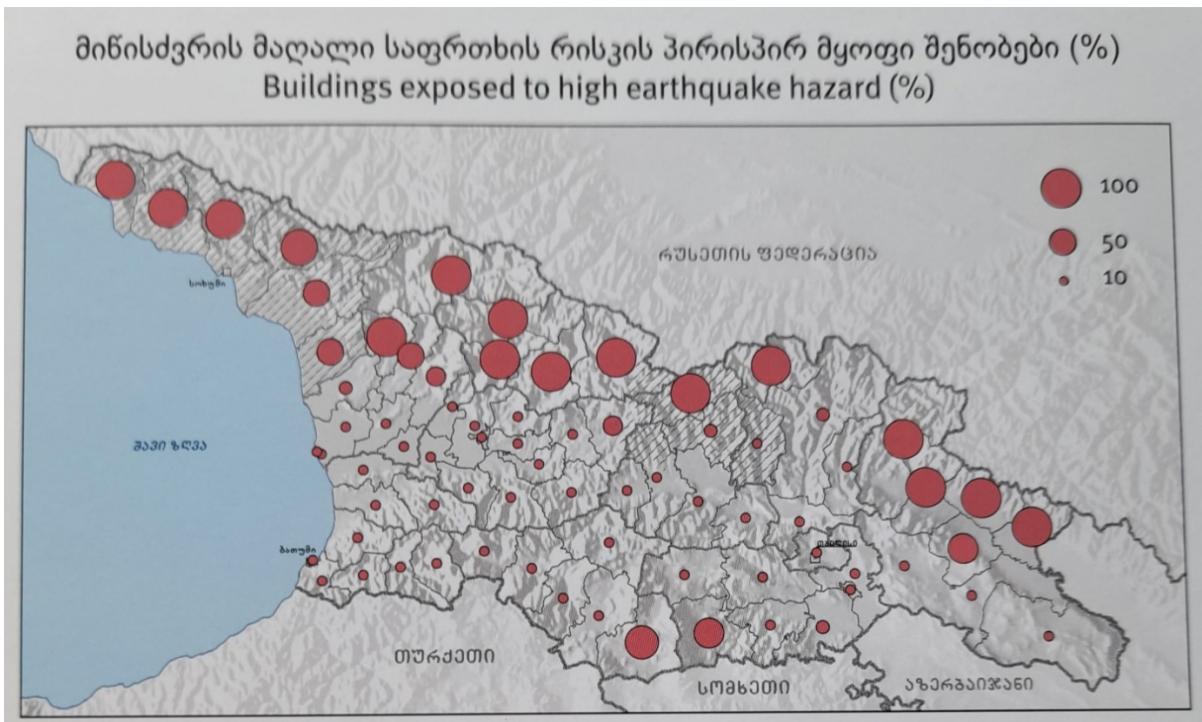 მიწისძვრის მაღალი საფრთხის რისკის პირისპირ მყოფი შენობები (%)
Buildings exposed to high earthquake hazard (%)
100
50
10
რუსეთის ფედერაცია
სოხუმი
შავი ზღვა
ბათუმი
თბილისი
თურქეთი
სომხეთი
აზერბაიჯანი